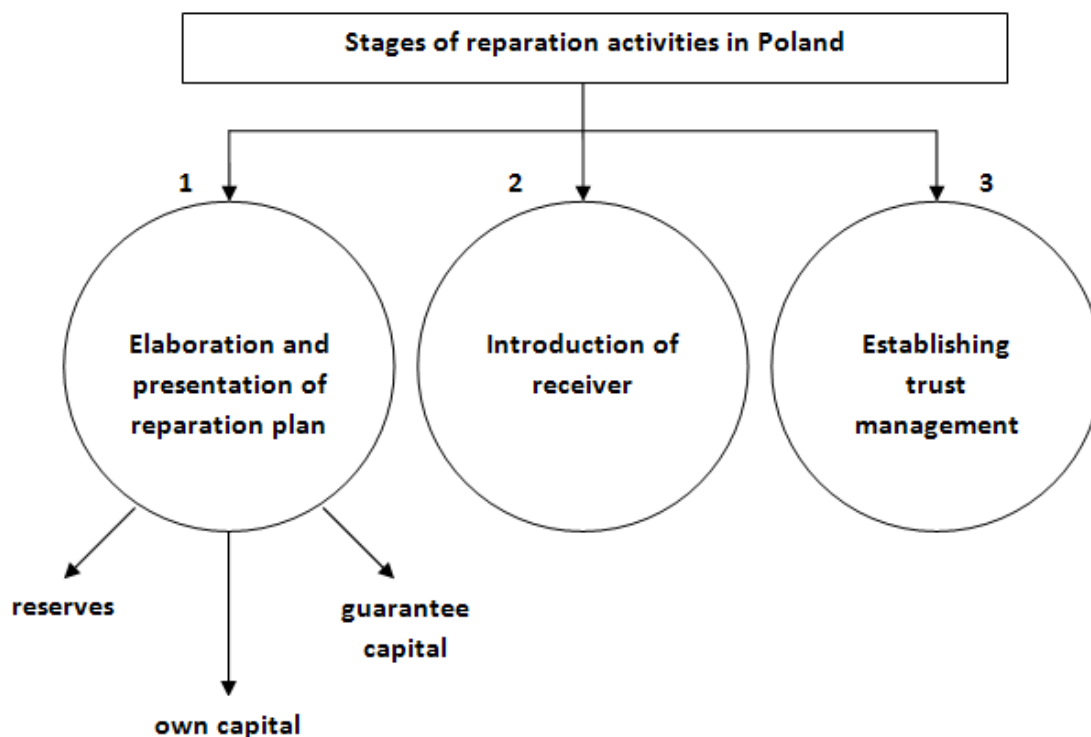 Stages of reparation activities in Poland
1
2
3
Elaboration and
presentation of
reparation plan
Introduction of
receiver
Establishing
trust
management
reserves
guarantee
capital
own capital